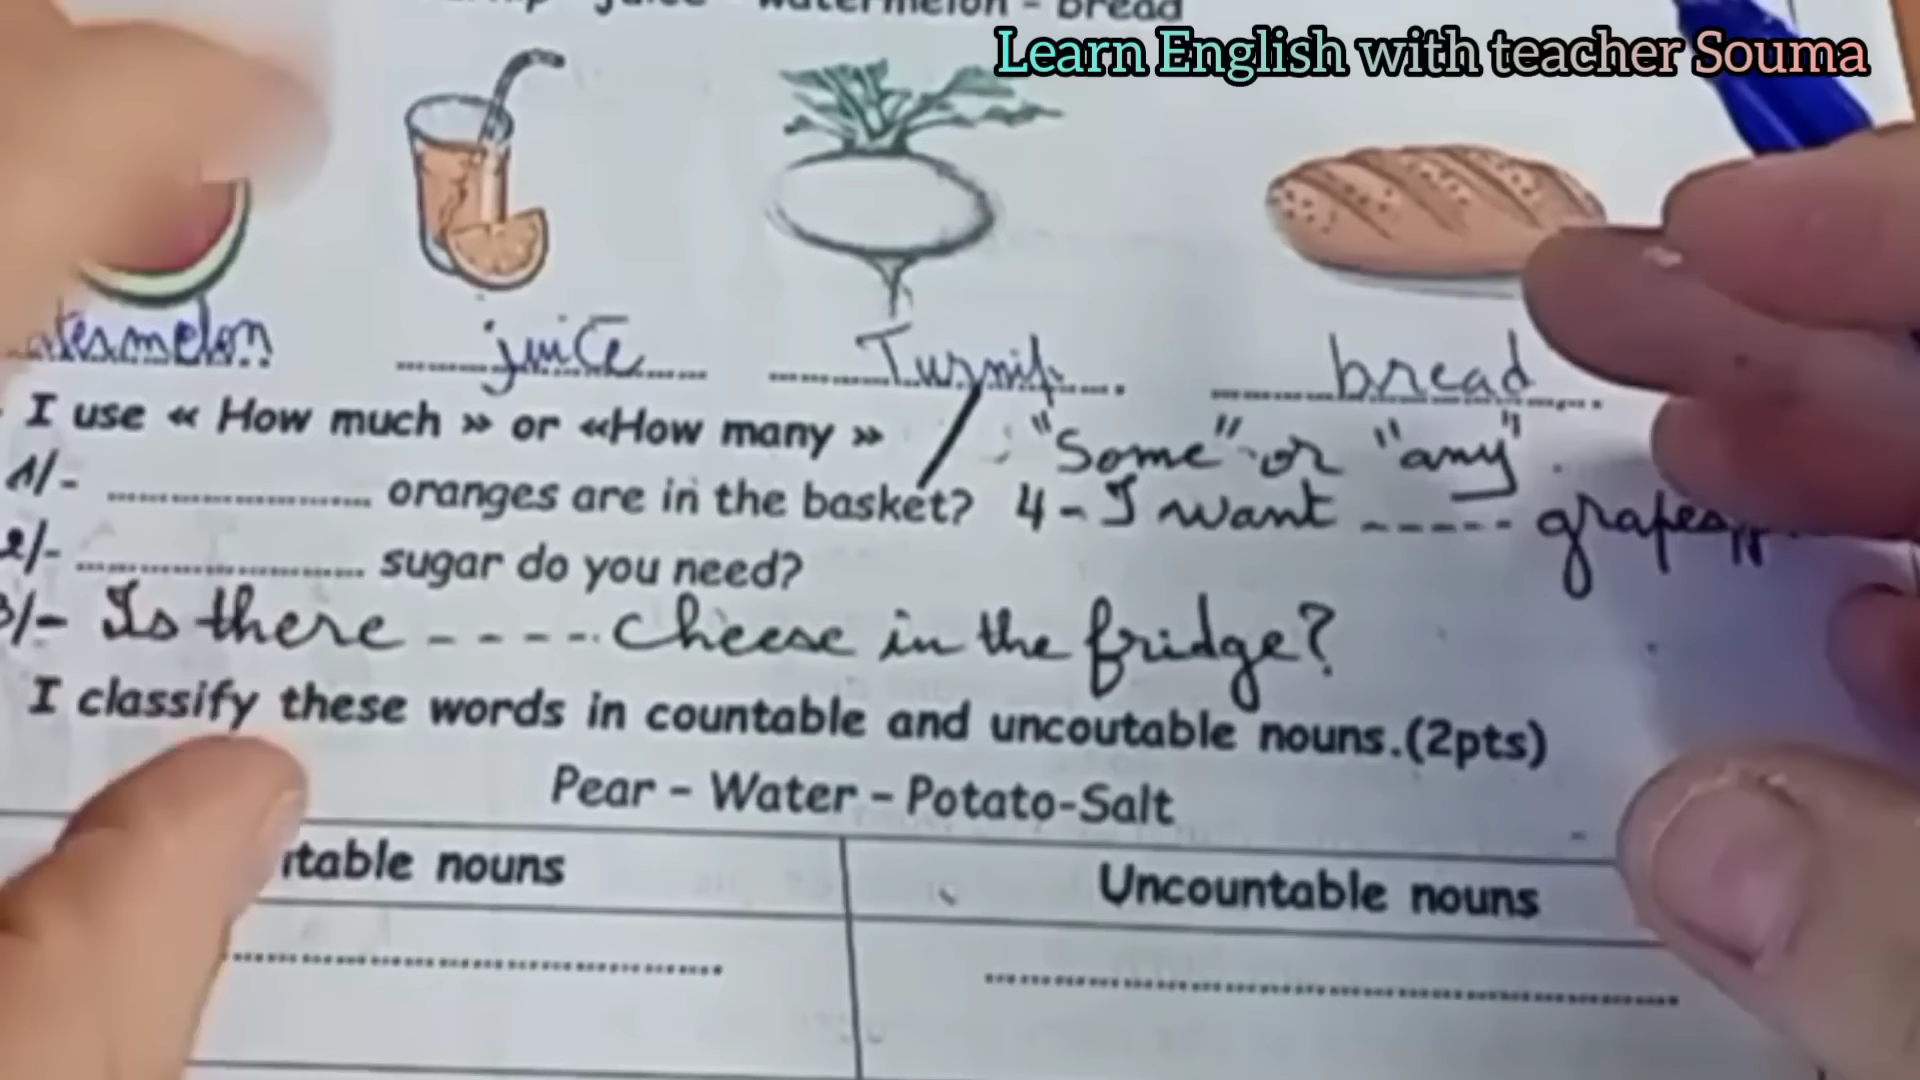 juice - watermelon - bread
Learn English with teacher Souma
watermelon juice Turnip bread
I use « How much » or «How many » / "Some" or "any".
1/- .................... oranges are in the basket? 4 - I want ----- grapes
2/- .................... sugar do you need?
3/- Is there ----- cheese in the fridge?
I classify these words in countable and uncoutable nouns.(2pts)
Pear - Water - Potato-Salt
ntable nouns Uncountable nouns